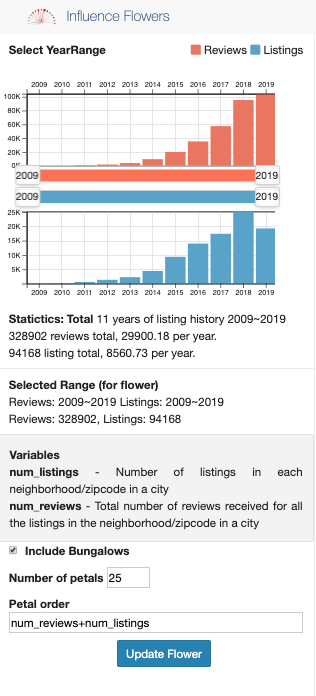 Influence Flowers
Select YearRange
Reviews Listings
2009 2010 2011 2012 2013 2014 2015 2016 2017 2018 2019
100K
80K
60K
40K
20K
0K
2009 2019
2009 2019
25K
20K
15K
10K
5K
2009 2010 2011 2012 2013 2014 2015 2016 2017 2018 2019
Statictics: Total 11 years of listing history 2009~2019
328902 reviews total, 29900.18 per year.
94168 listing total, 8560.73 per year.
Selected Range (for flower)
Reviews: 2009~2019 Listings: 2009~2019
Reviews: 328902, Listings: 94168
Variables
num_listings - Number of listings in each
neighborhood/zipcode in a city
num_reviews - Total number of reviews received for all
the listings in the neighborhood/zipcode in a city
Include Bungalows
Number of petals 25
Petal order
num_reviews+num_listings
Update Flower